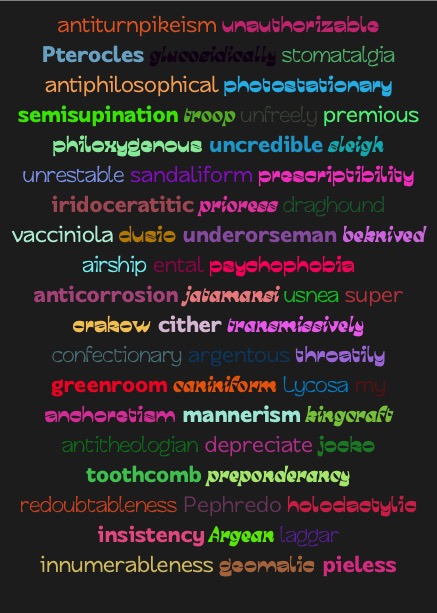 antiturnpikeism unauthorizable
Pterocles glucosidically stomatalgia
antiphilosophical photostationary
semisupination troop unfreely premious
philoxygenous uncredible sleigh
unrestable sandaliform prescriptibility
iridoceratitic prioress draghound
vacciniola dusio underorseman beknived
airship ental psychophobia
anticorrosion jatamansi usnea super
crakow cither transmissively
confectionary argentous throatily
greenroom caniniform Lycosa my
anchoretism mannerism kingcraft
antitheologian depreciate jocko
toothcomb preponderancy
redoubtableness Pephredo holodactylic
insistency Argean laggar
innumerableness geomalic pieless